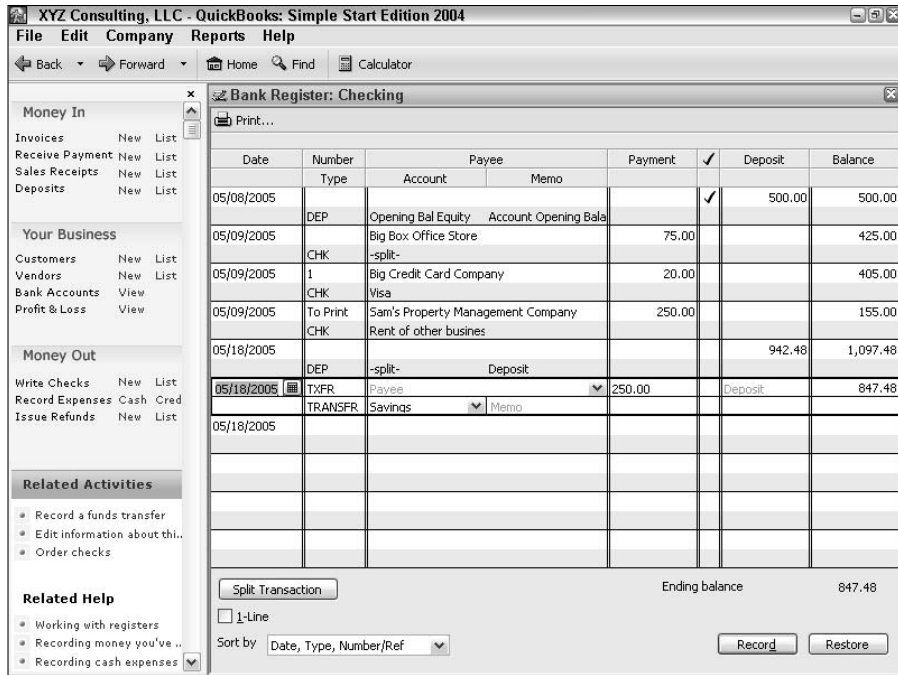 XYZ Consulting, LLC - QuickBooks: Simple Start Edition 2004
File Edit Company Reports Help
Back Forward Home Find Calculator
Money In
Invoices New List
Receive Payment New List
Sales Receipts New List
Deposits New List
Your Business
Customers New List
Vendors New List
Bank Accounts View
Profit & Loss View
Money Out
Write Checks New List
Record Expenses Cash Cred
Issue Refunds New List
Related Activities
Record a funds transfer
Edit information about thi..
Order checks
Related Help
Working with registers
Recording money you've ..
Recording cash expenses
Bank Register: Checking
Print...
Date Number Payee Payment ✓ Deposit Balance
Type Account Memo
05/08/2005 ✓ 500.00 500.00
DEP Opening Bal Equity Account Opening Bala
05/09/2005 Big Box Office Store 75.00 425.00
CHK -split-
05/09/2005 1 Big Credit Card Company 20.00 405.00
CHK Visa
05/09/2005 To Print Sam's Property Management Company 250.00 155.00
CHK Rent of other busines
05/18/2005 942.48 1,097.48
DEP -split- Deposit
05/18/2005 TXFR Payee 250.00 Deposit 847.48
TRANSFR Savings Memo
05/18/2005
Split Transaction Ending balance 847.48
1-Line
Sort by Date, Type, Number/Ref Record Restore